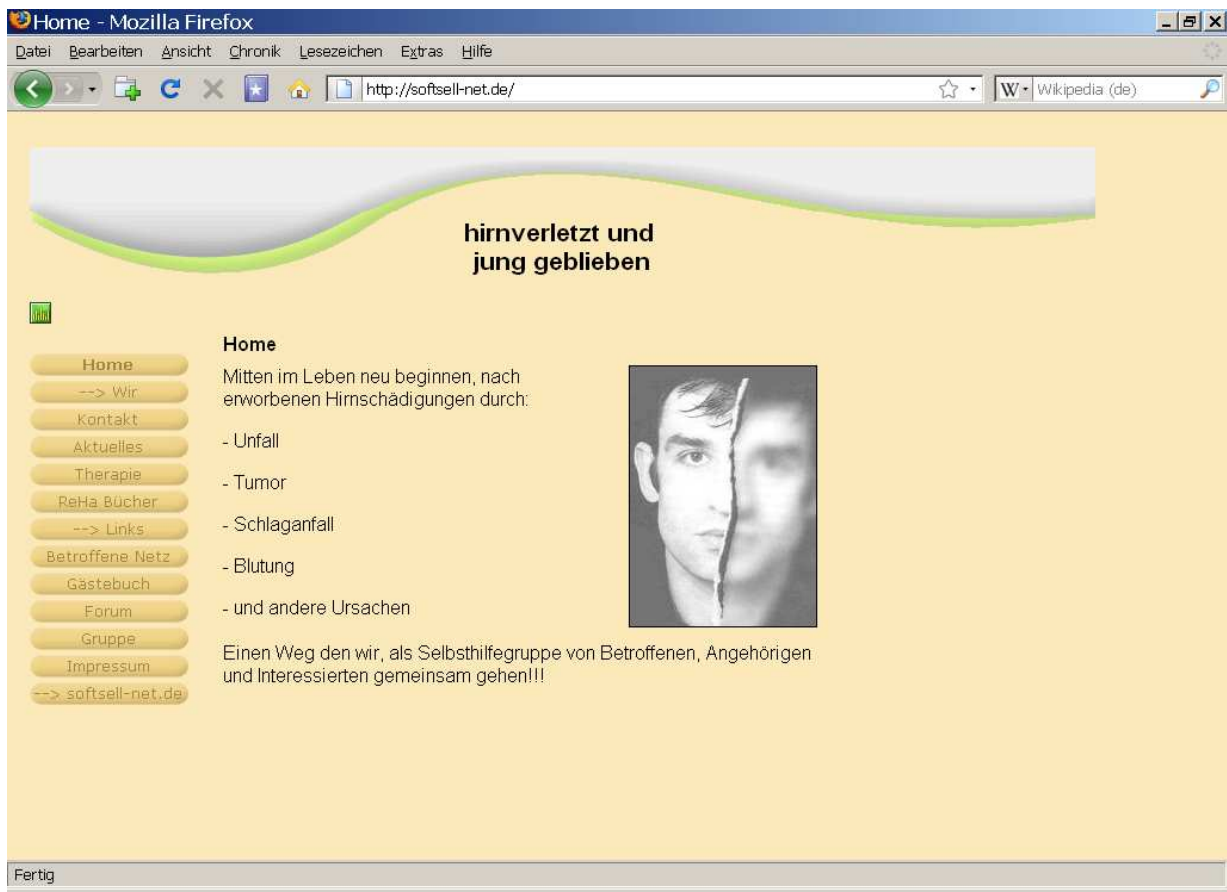 Home - Mozilla Firefox
Datei Bearbeiten Ansicht Chronik Lesezeichen Extras Hilfe
http://softsell-net.de/
W Wikipedia (de)
hirnverletzt und
jung geblieben
Home
--> Wir
Kontakt
Aktuelles
Therapie
ReHa Bücher
--> Links
Betroffene Netz
Gästebuch
Forum
Gruppe
Impressum
--> softsell-net.de
Home
Mitten im Leben neu beginnen, nach
erworbenen Hirnschädigungen durch:
- Unfall
- Tumor
- Schlaganfall
- Blutung
- und andere Ursachen
Einen Weg den wir, als Selbsthilfegruppe von Betroffenen, Angehörigen
und Interessierten gemeinsam gehen!!!
Fertig